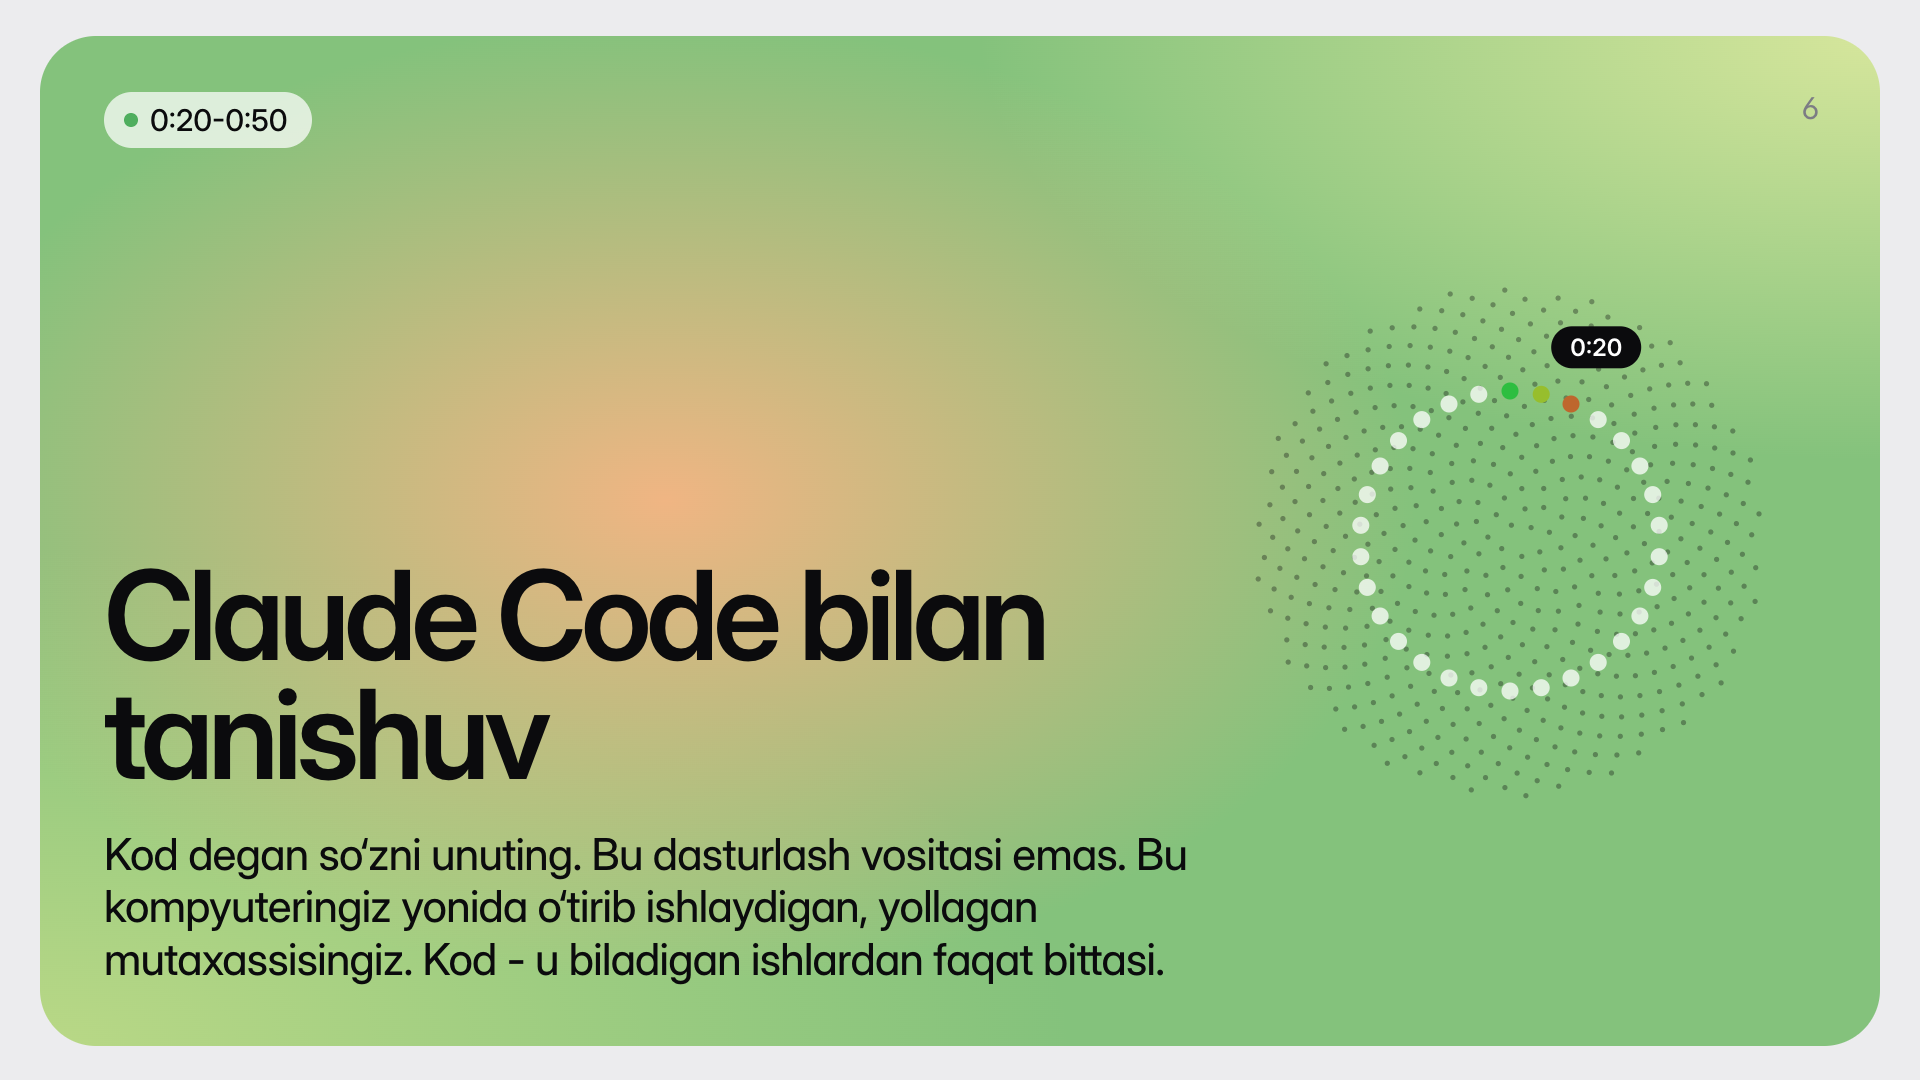 0:20-0:50
6
0:20
Claude Code bilan
tanishuv
Kod degan so‘zni unuting. Bu dasturlash vositasi emas. Bu
kompyuteringiz yonida o‘tirib ishlaydigan, yollagan
mutaxassisingiz. Kod - u biladigan ishlardan faqat bittasi.